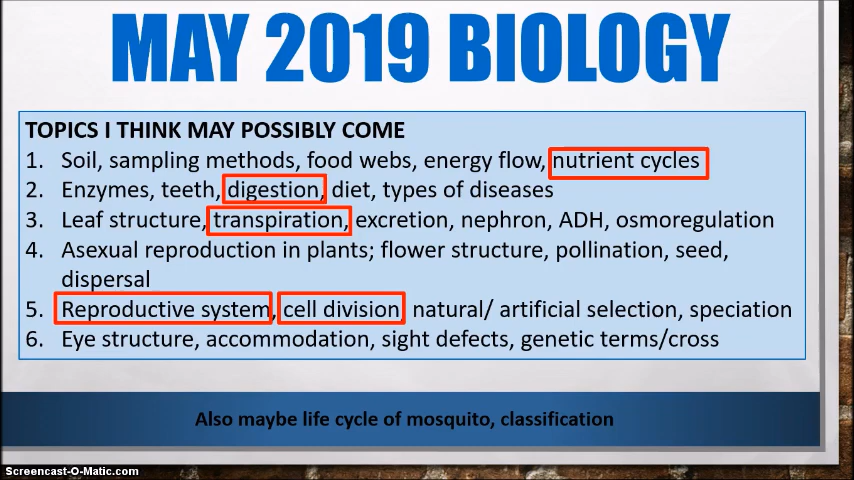 MAY 2019 BIOLOGY
TOPICS I THINK MAY POSSIBLY COME
1. Soil, sampling methods, food webs, energy flow, nutrient cycles
2. Enzymes, teeth, digestion, diet, types of diseases
3. Leaf structure, transpiration, excretion, nephron, ADH, osmoregulation
4. Asexual reproduction in plants; flower structure, pollination, seed,
dispersal
5. Reproductive system, cell division, natural/ artificial selection, speciation
6. Eye structure, accommodation, sight defects, genetic terms/cross
Also maybe life cycle of mosquito, classification
Screencast-O-Matic.com